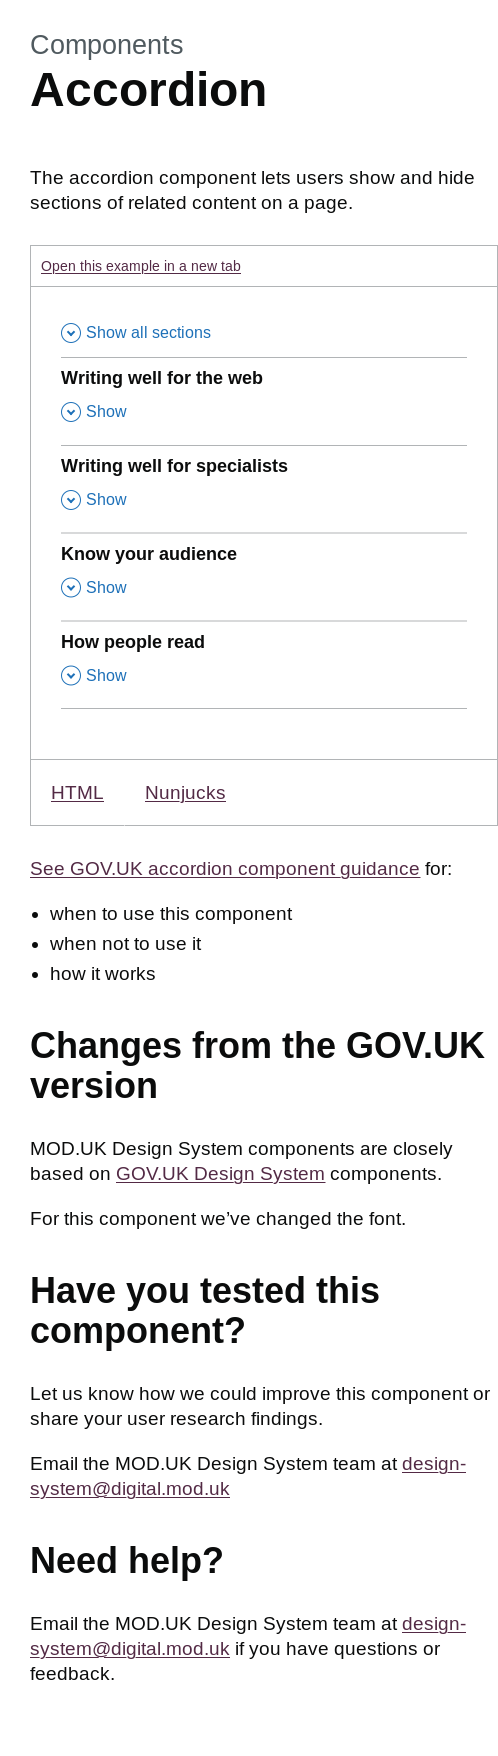 Components
Accordion
The accordion component lets users show and hide
sections of related content on a page.
Open this example in a new tab
Show all sections
Writing well for the web
Show
Writing well for specialists
Show
Know your audience
Show
How people read
Show
HTML Nunjucks
See GOV.UK accordion component guidance for:
• when to use this component
• when not to use it
• how it works
Changes from the GOV.UK
version
MOD.UK Design System components are closely
based on GOV.UK Design System components.
For this component we’ve changed the font.
Have you tested this
component?
Let us know how we could improve this component or
share your user research findings.
Email the MOD.UK Design System team at design-
system@digital.mod.uk
Need help?
Email the MOD.UK Design System team at design-
system@digital.mod.uk if you have questions or
feedback.